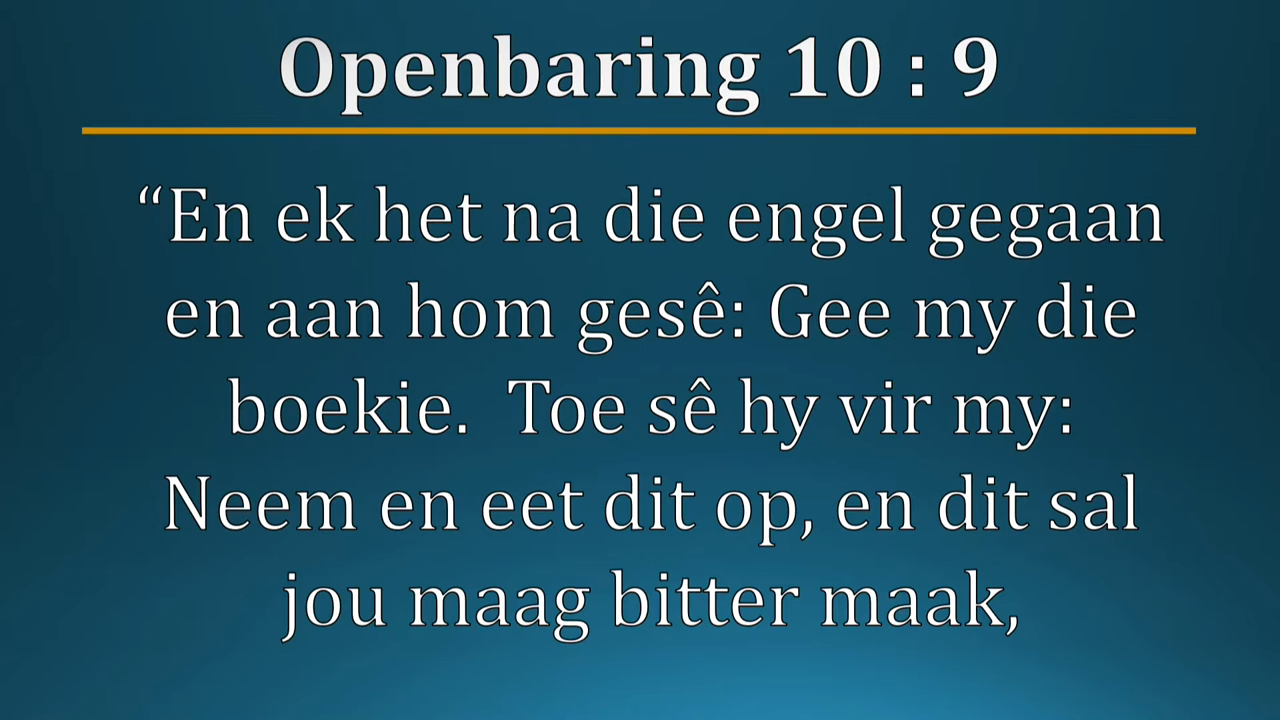 Openbaring 10 : 9
“En ek het na die engel gegaan
en aan hom gesê: Gee my die
boekie.  Toe sê hy vir my:
Neem en eet dit op, en dit sal
jou maag bitter maak,